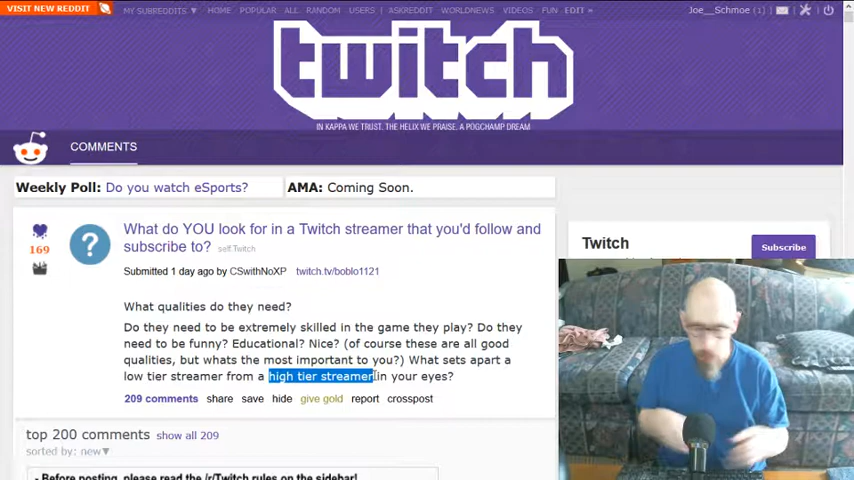 VISIT NEW REDDIT
MY SUBREDDITS ▼ HOME POPULAR ALL RANDOM USERS | ASKREDDIT WORLDNEWS VIDEOS FUN EDIT »
Joe__Schmoe (1) |
twitch
IN KAPPA WE TRUST. THE HELIX WE PRAISE. A POGCHAMP DREAM
COMMENTS
Weekly Poll: Do you watch eSports?
AMA: Coming Soon.
169
What do YOU look for in a Twitch streamer that you'd follow and
subscribe to? self.Twitch
Submitted 1 day ago by CSwithNoXP twitch.tv/boblo1121
What qualities do they need?
Do they need to be extremely skilled in the game they play? Do they
need to be funny? Educational? Nice? (of course these are all good
qualities, but whats the most important to you?) What sets apart a
low tier streamer from a high tier streamer in your eyes?
209 comments share save hide give gold report crosspost
Twitch
Subscribe
top 200 comments show all 209
sorted by: new▼
- Before posting, please read the /r/Twitch rules on the sidebar!